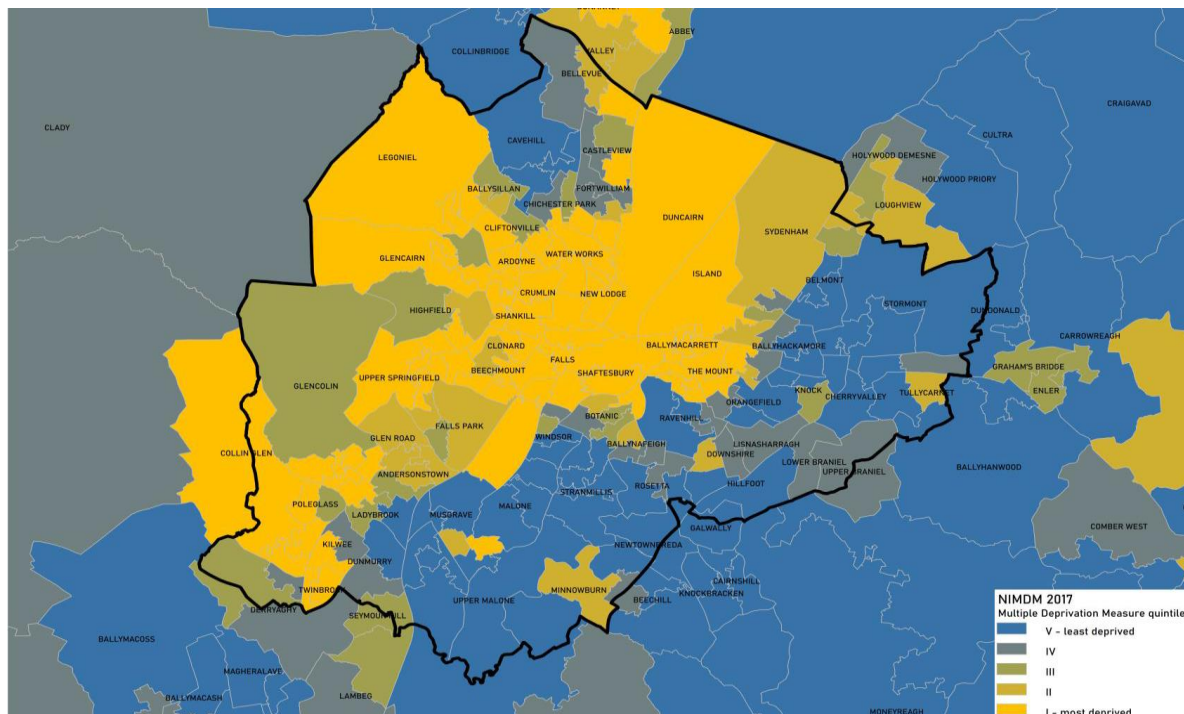 DUNANNEY
ABBEY
COLLINBRIDGE
VALLEY
BELLEVUE
CRAIGAVAD
CLADY
CULTRA
CAVEHILL
CASTLEVIEW
LEGONIEL
HOLYWOOD DEMESNE
HOLYWOOD PRIORY
BALLYSILLAN
FORTWILLIAM
CHICHESTER PARK
LOUGHVIEW
DUNCAIRN
CLIFTONVILLE
SYDENHAM
WATER WORKS
GLENCAIRN
ARDOYNE
ISLAND
BELMONT
CRUMLIN
NEW LODGE
STORMONT
HIGHFIELD
DUNDONALD
SHANKILL
CARROWREAGH
CLONARD
BALLYMACARRETT
BALLYHACKAMORE
FALLS
GRAHAM'S BRIDGE
UPPER SPRINGFIELD
BEECHMOUNT
SHAFTESBURY
THE MOUNT
GLENCOLIN
KNOCK
ENLER
CHERRYVALLEY
TULLYCARNET
ORANGEFIELD
BOTANIC
RAVENHILL
FALLS PARK
GLEN ROAD
WINDSOR
BALLYNAFEIGH
LISNASHARRAGH
COLLIN GLEN
DOWNSHIRE
LOWER BRANIEL
BALLYHANWOOD
UPPER BRANIEL
ANDERSONSTOWN
HILLFOOT
ROSETTA
STRANMILLIS
POLEGLASS
MALONE
LADYBROOK
MUSGRAVE
GALWALLY
COMBER WEST
KILWEE
NEWTOWNBREDA
DUNMURRY
CAIRNSHILL
TWINBROOK
MINNOWBURN
KNOCKBRACKEN
BEECHILL
UPPER MALONE
DERRYAGHY
SEYMOUR HILL
BALLYMACOSS
MAGHERALAVE
LAMBEG
BALLYMACASH
MONEYREAGH
NIMDM 2017
Multiple Deprivation Measure quintile
V - least deprived
IV
III
II
I - most deprived